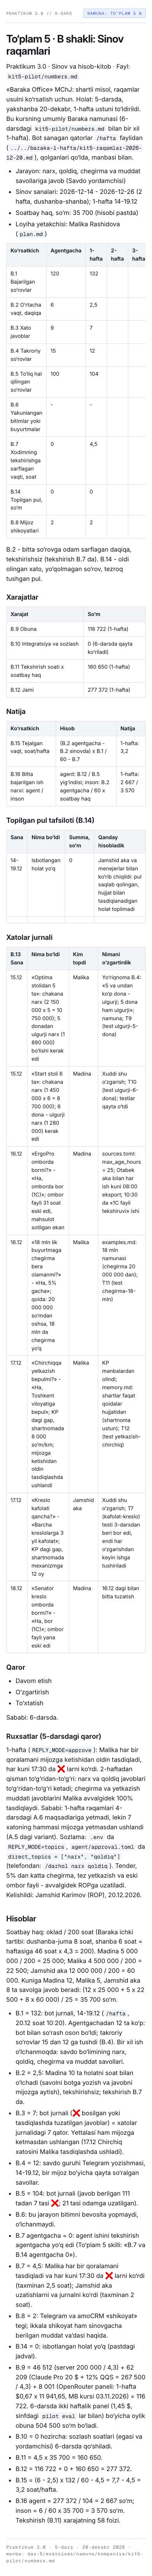 PRAKTIKUM 3.0 // 5-DARS
NAMUNA: TO‘PLAM 5 B
To‘plam 5 · B shakli: Sinov
raqamlari
Praktikum 3.0 · Sinov va hisob-kitob · Fayl:
kit5-pilot/numbers.md
«Baraka Office» MChJ: shartli misol, raqamlar
usulni ko‘rsatish uchun. Holat: 5-darsda,
yakshanba 20-dekabr, 1-hafta ustuni to‘ldirildi.
Bu kursning umumiy Baraka namunasi (6-darsdagi
kit5-pilot/numbers.md bilan bir xil
1-hafta). Bot sanagan qatorlar /hafta faylidan
( ../../baraka-1-hafta/kit5-raqamlar-2026-
12-20.md ), qolganlari qo‘lda, manbai izohda.
• Jarayon: narx, qoldiq, chegirma va muddat
savollariga javob (Savdo yordamchisi)
• Sinov sanalari: 2026-12-14 - 2026-12-26 (2
hafta, dushanba-shanba); 1-hafta 14-19.12
• Soatbay haq, so‘m: 35 700 (hisobi pastda)
• Loyiha yetakchisi: Malika Rashidova
( plan.md )
Ko‘rsatkich Agentgacha 1-hafta 2-hafta 3-hafta
B.1 Bajarilgan so‘rovlar 120 132
B.2 O‘rtacha vaqt, daqiqa 6 2,5
B.3 Xato javoblar 9 7
B.4 Takroriy so‘rovlar 15 12
B.5 To‘liq hal qilingan so‘rovlar 100 104
B.6 Yakunlangan bitimlar yoki buyurtmalar - -
B.7 Xodimning tekshirishga sarflagan vaqti, soat 0 4,5
B.14 Topilgan pul, so‘m 0 0
B.8 Mijoz shikoyatlari 2 2
B.2 - bitta so‘rovga odam sarflagan daqiqa,
tekshirishsiz (tekshirish B.7 da). B.14 - oldi
olingan xato, yo‘qolmagan so‘rov, tezroq
tushgan pul.
Xarajatlar
Xarajat So‘m
B.9 Obuna 116 722 (1-hafta)
B.10 Integratsiya va sozlash 0 (6-darsda qayta ko‘riladi)
B.11 Tekshirish soati x soatbay haq 160 650 (1-hafta)
B.12 Jami 277 372 (1-hafta)
Natija
Ko‘rsatkich Hisob Natija
B.15 Tejalgan vaqt, soat/hafta (B.2 agentgacha - B.2 sinovda) x B.1 / 60 - B.7 1-hafta: 3,2
B.16 Bitta bajarilgan ish narxi: agent / inson agent: B.12 / B.5 yig‘indisi; inson: B.2 agentgacha / 60 x soatbay haq 1-hafta: 2 667 / 3 570
Topilgan pul tafsiloti (B.14)
Sana Nima bo‘ldi Summa, so‘m Qanday hisobladik
14-19.12 Isbotlangan holat yo‘q 0 Jamshid aka va menejerlar bilan ko‘rib chiqildi: pul saqlab qolingan, hujjat bilan tasdiqlanadigan holat topilmadi
Xatolar jurnali
B.13 Sana Nima bo‘ldi Kim topdi Nimani o‘zgartirdik
15.12 «Optima stolidan 5 ta»: chakana narx (2 150 000 x 5 = 10 750 000); 5 donadan ulgurji narx (1 890 000) bo‘lishi kerak edi Malika Yo‘riqnoma B.4: «5 va undan ko‘p dona - ulgurji; 5 dona ham ulgurji»; namuna; T9 (test ulgurji-5-dona)
15.12 «Start stoli 6 ta»: chakana narx (1 450 000 x 6 = 8 700 000); 6 dona - ulgurji narx (1 280 000) kerak edi Madina Xuddi shu o‘zgarish; T10 (test ulgurji-6-dona); testlar qayta o‘tdi
16.12 «ErgoPro omborda bormi?» - «Ha, omborda bor (1C)»; ombor fayli 31 soat eski edi, mahsulot sotilgan ekan Madina sources.toml: max_age_hours = 25; Otabek aka bilan har ish kuni 08:00 eksport; 10:30 da «1C fayli tekshiruvi» ishi
16.12 «18 mln lik buyurtmaga chegirma bera olamanmi?» - «Ha, 5% gacha»; qoida: 20 000 000 so‘mdan oshsa, 18 mln da chegirma yo‘q Malika examples.md: 18 mln namunasi (chegirma 20 000 000 dan); T11 (test chegirma-18-mln)
17.12 «Chirchiqqa yetkazish bepulmi?» - «Ha, Toshkent viloyatiga bepul»; KP dagi gap, shartnomada 8 000 so‘m/km; mijozga ketishidan oldin tasdiqlashda ushlandi Malika KP manbalardan olindi; memory.md: shartlar faqat qoidalar hujjatidan (shartnoma ustun); T12 (test yetkazish-chirchiq)
17.12 «Kreslo kafolati qancha?» - «Barcha kreslolarga 3 yil kafolat»; KP dagi gap, shartnomada mexanizmga 12 oy Jamshid aka Xuddi shu o‘zgarish; T7 (kafolat-kreslo) testi 3-darsdan beri bor edi, endi har o‘zgarishdan keyin ishga tushiriladi
18.12 «Senator kreslo omborda bormi?» - «Ha, bor (1C)»; ombor fayli yana eski edi Madina 16.12 dagi bilan bitta tuzatish
Qaror
• Davom etish
• O‘zgartirish
• To‘xtatish
Sababi: 6-darsda.
Ruxsatlar (5-darsdagi qaror)
1-hafta ( REPLY_MODE=approve ): Malika har bir
qoralamani mijozga ketishidan oldin tasdiqladi,
har kuni 17:30 da ❌ larni ko‘rdi. 2-haftadan
qisman to‘g‘ridan-to‘g‘ri: narx va qoldiq javoblari
to‘g‘ridan-to‘g‘ri ketadi; chegirma, yetkazish va
muddat javoblarini Malika avvalgidek 100%
tasdiqlaydi. Sababi: 1-hafta raqamlari 4-
darsdagi A.6 maqsadlariga yetmadi, lekin 7
xatoning hammasi mijozga yetmasdan ushlandi
(A.5 dagi variant). Sozlama: .env da
REPLY_MODE=topics , agent/approval.toml da
direct_topics = ["narx", "qoldiq"]
(telefondan: /dazhol narx qoldiq ). Tender,
5% dan katta chegirma, tez yetkazish va eskirgan
ombor fayli - avvalgidek ROPga uzatiladi.
Kelishildi: Jamshid Karimov (ROP), 20.12.2026.
Hisoblar
Soatbay haq: oklad / 200 soat (Baraka ichki
tartibi: dushanba-juma 8 soat, shanba 6 soat =
haftasiga 46 soat x 4,3 = 200). Madina 5 000
000 / 200 = 25 000; Malika 4 500 000 / 200 =
22 500; Jamshid aka 12 000 000 / 200 = 60
000. Kuniga Madina 12, Malika 5, Jamshid aka 8
ta savolga javob beradi: (12 x 25 000 + 5 x 22
500 + 8 x 60 000) / 25 = 35 700 so‘m.
• B.1 = 132: bot jurnali, 14-19.12 ( /hafta ,
20.12 soat 10:20). Agentgachadan 12 ta ko‘p:
bot bilan so‘rash oson bo‘ldi; takroriy
so‘rovlar 15 dan 12 ga tushdi (B.4). Bir xil ish
o‘lchanmoqda: savdo bo‘limining narx,
qoldiq, chegirma va muddat savollari.
• B.2 = 2,5: Madina 10 ta holatni soat bilan
o‘lchadi (savolni botga yozish va javobni
mijozga aytish), tekshirishsiz; tekshirish B.7
da.
• B.3 = 7: bot jurnali (❌ bosilgan yoki
tasdiqlashda tuzatilgan javoblar) = xatolar
jurnalidagi 7 qator. Yettalasi ham mijozga
ketmasdan ushlangan (17.12 Chirchiq
xatosini Malika tasdiqlashda ushladi).
• B.4 = 12: savdo guruhi Telegram yozishmasi,
14-19.12, bir mijoz bo‘yicha qayta so‘ralgan
savollar.
• B.5 = 104: bot jurnali (javob berilgan 111
tadan 7 tasi ❌, 21 tasi odamga uzatilgan).
• B.6: bu jarayon bitimni bevosita yopmaydi,
o‘lchanmaydi.
• B.7 agentgacha = 0: agent ishini tekshirish
agentgacha yo‘q edi (To‘plam 5 skilli: «B.7 va
B.14 agentgacha 0»).
• B.7 = 4,5: Malika har bir qoralamani
tasdiqladi va har kuni 17:30 da ❌ larni ko‘rdi
(taxminan 2,5 soat); Jamshid aka
uzatishlarni va jurnalni ko‘rdi (taxminan 2
soat).
• B.8 = 2: Telegram va amoCRM «shikoyat»
tegi; ikkala shikoyat ham sinovgacha
berilgan muddat va‘dasi haqida.
• B.14 = 0: isbotlangan holat yo‘q (pastdagi
jadval).
• B.9 = 46 512 (server 200 000 / 4,3) + 62
209 (Claude Pro 20 $ + 12% QQS = 267 500
/ 4,3) + 8 001 (OpenRouter paneli: 1-hafta
$0,67 x 11 941,65, MB kursi 03.11.2026) = 116
722. 6-darsda ikki haftalik panel (1,45 $,
sinfdagi pilot eval lar bilan) bo‘yicha oylik
obuna 504 500 so‘m bo‘ladi.
• B.10 = 0 hozircha: sozlash soatlari (egasi va
yordamchisi) 6-darsda qo‘shiladi.
• B.11 = 4,5 x 35 700 = 160 650.
• B.12 = 116 722 + 0 + 160 650 = 277 372.
• B.15 = (6 - 2,5) x 132 / 60 - 4,5 = 7,7 - 4,5 =
3,2 soat/hafta.
• B.16 agent = 277 372 / 104 = 2 667 so‘m;
inson = 6 / 60 x 35 700 = 3 570 so‘m.
Tekshirish (B.11) xarajatning 58 foizi.
Praktikum 3.0 · 5-dars · 20-dekabr 2026 ·
manba: day-5/exercises/namuna/kompaniya/kit5-
pilot/numbers.md